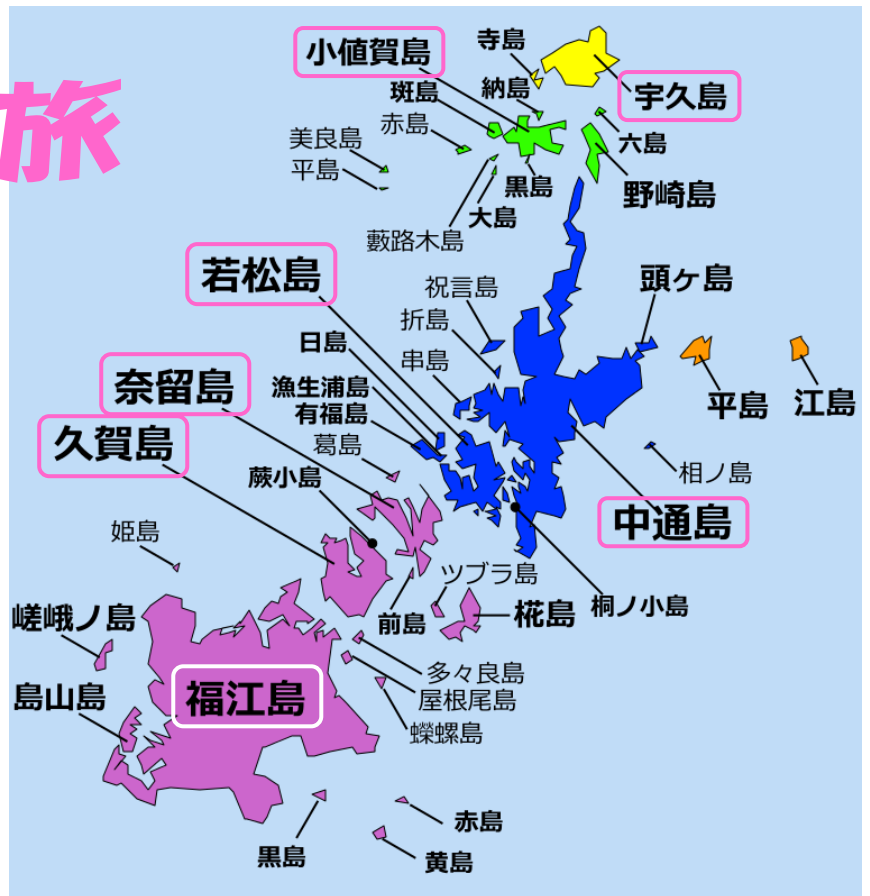 旅
小値賀島
寺島
宇久島
斑島
納島
赤島
六島
美良島
平島
黒島
野崎島
大島
藪路木島
若松島
祝言島
頭ヶ島
折島
日島
串島
奈留島
漁生浦島
有福島
平島
江島
久賀島
葛島
相ノ島
蕨小島
中通島
姫島
ツブラ島
前島
椛島
桐ノ小島
嵯峨ノ島
多々良島
島山島
福江島
屋根尾島
蠑螺島
黒島
赤島
黄島